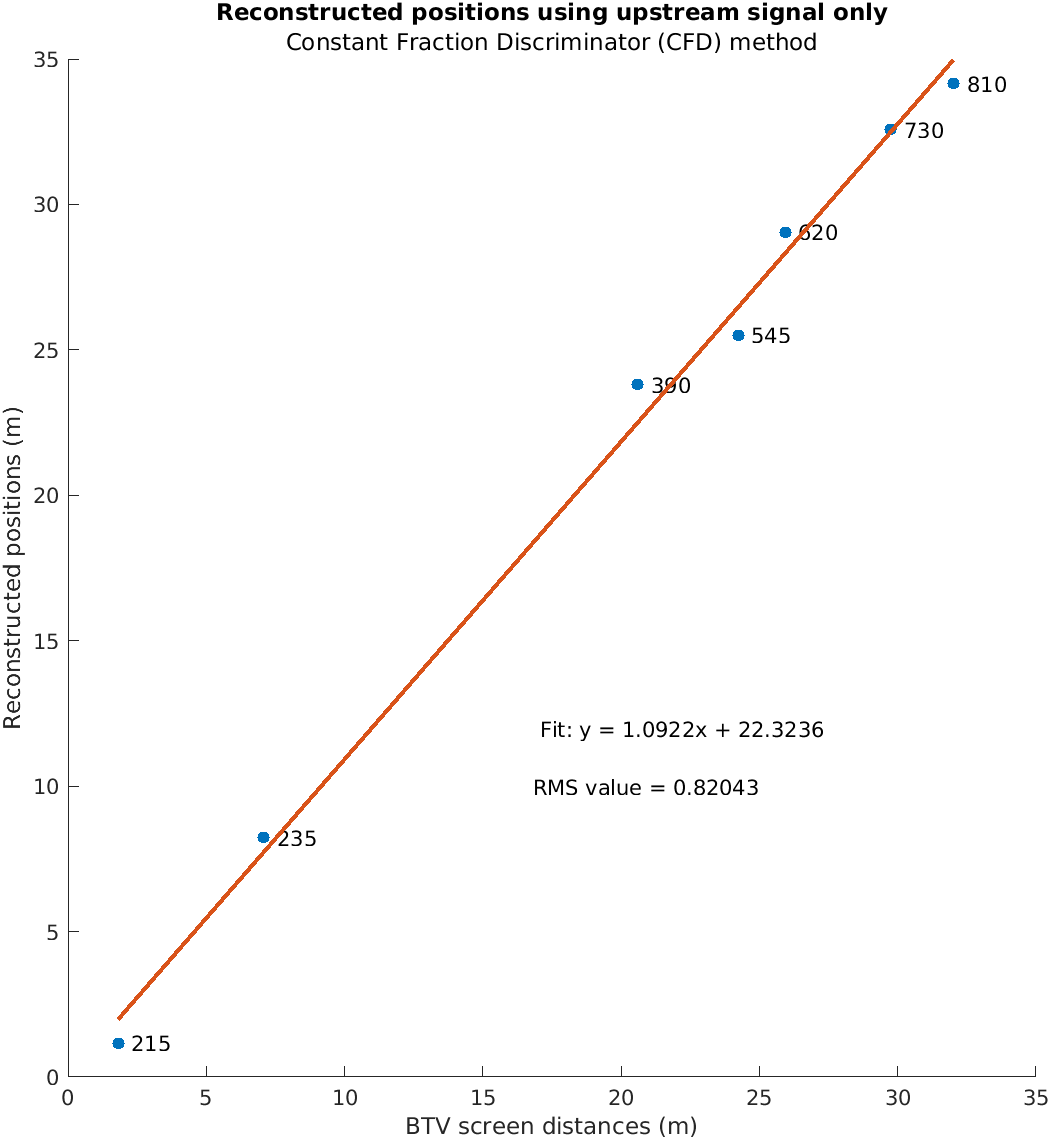 Reconstructed positions using upstream signal only
Constant Fraction Discriminator (CFD) method
35
30
25
20
15
10
5
0
Reconstructed positions (m)
810
730
620
545
390
235
215
Fit: y = 1.0922x + 22.3236
RMS value = 0.82043
0 5 10 15 20 25 30 35
BTV screen distances (m)